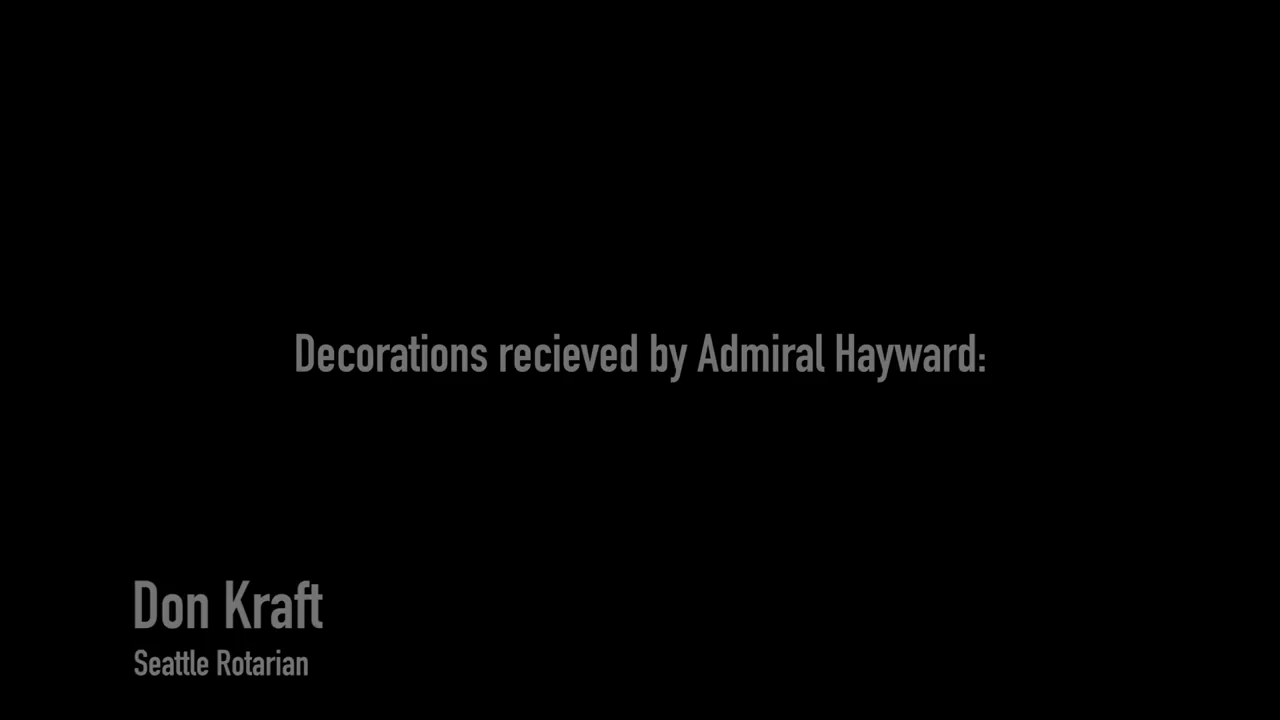 Decorations recieved by Admiral Hayward:
Don Kraft
Seattle Rotarian